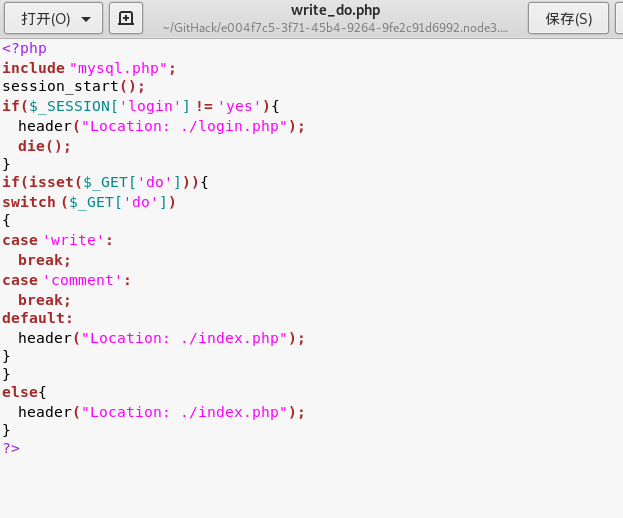 打开(O)
write_do.php
~/GitHack/e004f7c5-3f71-45b4-9264-9fe2c91d6992.node3....
保存(S)
<?php
include "mysql.php";
session_start();
if($_SESSION['login'] != 'yes'){
  header("Location: ./login.php");
  die();
}
if(isset($_GET['do'])){
switch ($_GET['do'])
{
case 'write':
  break;
case 'comment':
  break;
default:
  header("Location: ./index.php");
}
}
else{
  header("Location: ./index.php");
}
?>